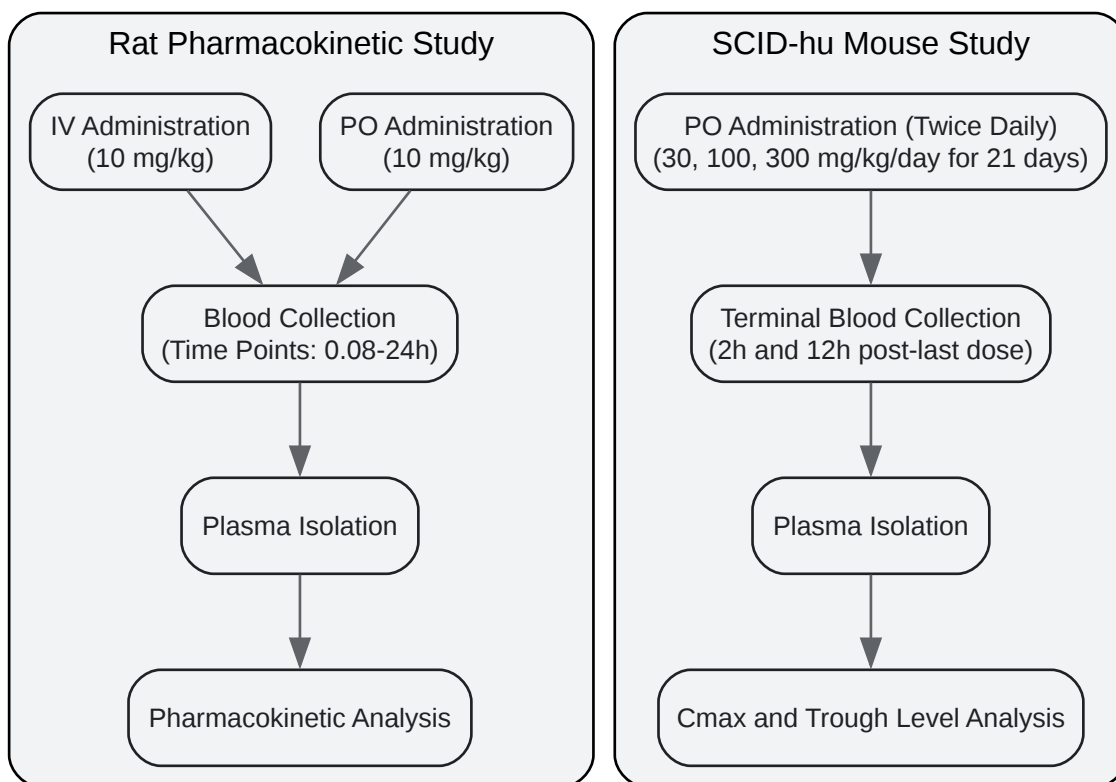 Rat Pharmacokinetic Study
IV Administration
(10 mg/kg)
PO Administration
(10 mg/kg)
Blood Collection
(Time Points: 0.08-24h)
Plasma Isolation
Pharmacokinetic Analysis
SCID-hu Mouse Study
PO Administration (Twice Daily)
(30, 100, 300 mg/kg/day for 21 days)
Terminal Blood Collection
(2h and 12h post-last dose)
Plasma Isolation
Cmax and Trough Level Analysis